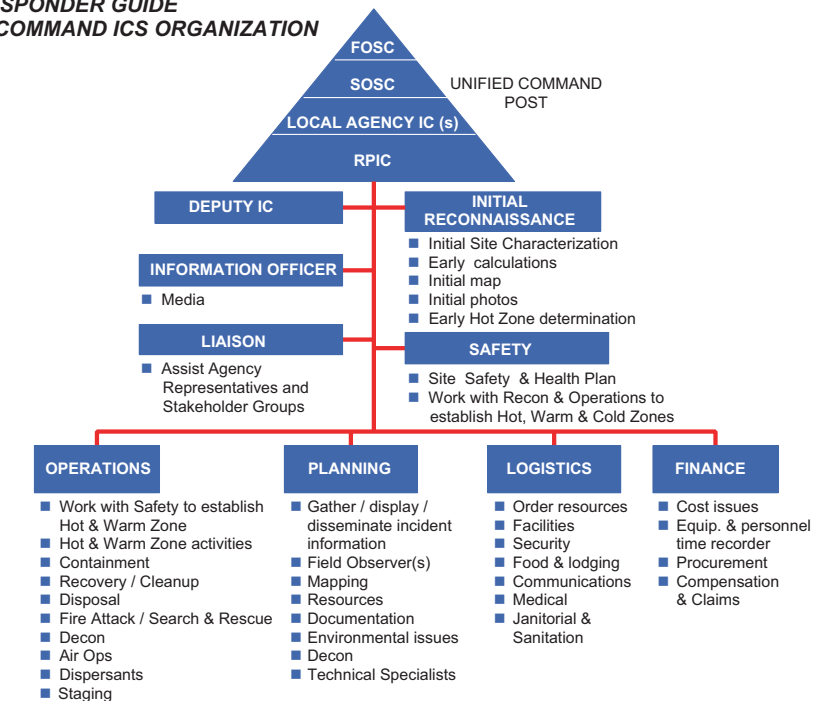 SPONDER GUIDE
COMMAND ICS ORGANIZATION
FOSC
SOSC
LOCAL AGENCY IC (s)
RPIC
UNIFIED COMMAND
POST
DEPUTY IC
INITIAL
RECONNAISSANCE
■ Initial Site Characterization
■ Early calculations
■ Initial map
■ Initial photos
■ Early Hot Zone determination
INFORMATION OFFICER
■ Media
LIAISON
■ Assist Agency
Representatives and
Stakeholder Groups
SAFETY
■ Site Safety & Health Plan
■ Work with Recon & Operations to
establish Hot, Warm & Cold Zones
OPERATIONS
■ Work with Safety to establish
Hot & Warm Zone
■ Hot & Warm Zone activities
■ Containment
■ Recovery / Cleanup
■ Disposal
■ Fire Attack / Search & Rescue
■ Decon
■ Air Ops
■ Dispersants
■ Staging
PLANNING
■ Gather / display /
disseminate incident
information
■ Field Observer(s)
■ Mapping
■ Resources
■ Documentation
■ Environmental issues
■ Decon
■ Technical Specialists
LOGISTICS
■ Order resources
■ Facilities
■ Security
■ Food & lodging
■ Communications
■ Medical
■ Janitorial &
Sanitation
FINANCE
■ Cost issues
■ Equip. & personnel
time recorder
■ Procurement
■ Compensation
& Claims